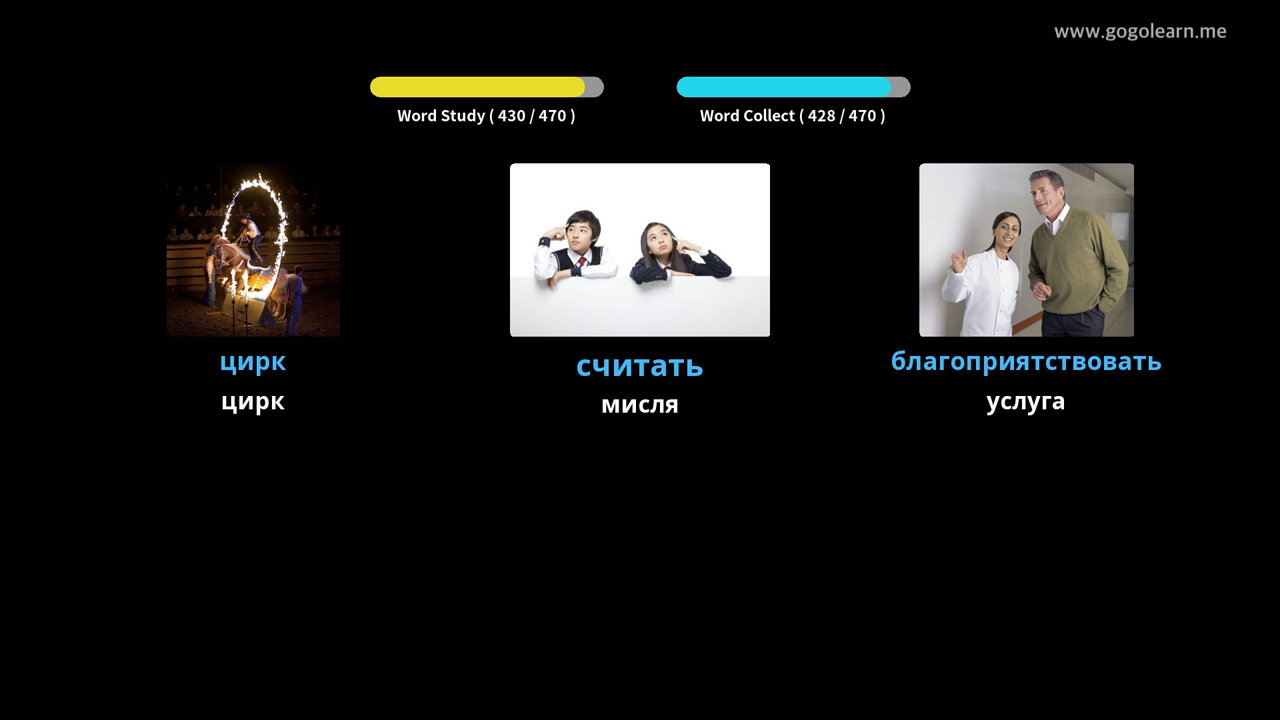 www.gogolearn.me
Word Study ( 430 / 470 )
Word Collect ( 428 / 470 )
цирк
цирк
считать
мисля
благоприятствовать
услуга